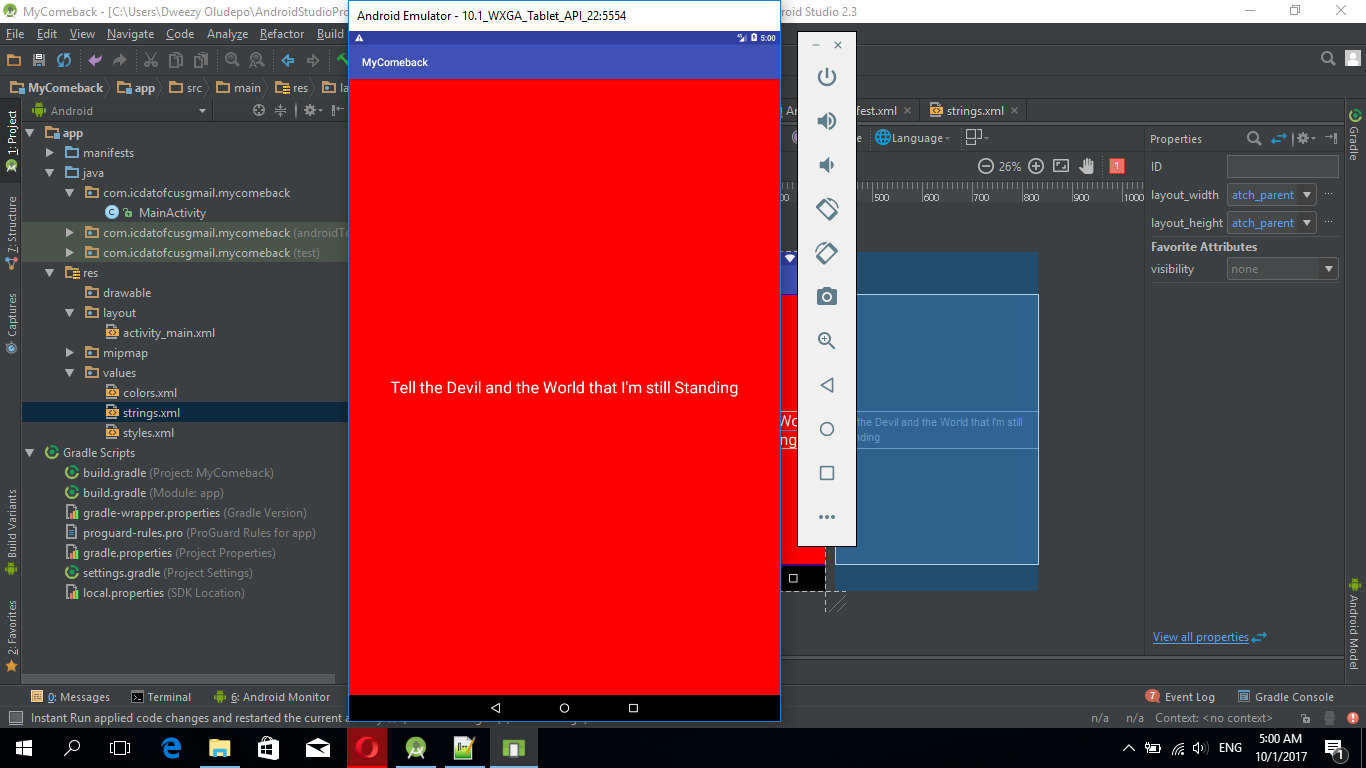 MyComeback - [C:\Users\Dweezy Oludepo\AndroidStudioPro
Android Emulator - 10.1_WXGA_Tablet_API_22:5554
droid Studio 2.3
File Edit View Navigate Code Analyze Refactor Build
5:00
MyComeback
MyComeback app src main res la
Android
fest.xml strings.xml
Language
26%
1
500 600 700 800 900 1000
Properties
ID
layout_width atch_parent
layout_height atch_parent
Favorite Attributes
visibility none
View all properties
1: Project
7: Structure
Captures
Build Variants
2: Favorites
app
manifests
java
com.icdatofcusgmail.mycomeback
MainActivity
com.icdatofcusgmail.mycomeback (androidTe
com.icdatofcusgmail.mycomeback (test)
res
drawable
layout
activity_main.xml
mipmap
values
colors.xml
strings.xml
styles.xml
Gradle Scripts
build.gradle (Project: MyComeback)
build.gradle (Module: app)
gradle-wrapper.properties (Gradle Version)
proguard-rules.pro (ProGuard Rules for app)
gradle.properties (Project Properties)
settings.gradle (Project Settings)
local.properties (SDK Location)
Tell the Devil and the World that I'm still Standing
the Devil and the World that I'm still
nding
Gradle
Android Model
0: Messages Terminal 6: Android Monitor
7 Event Log Gradle Console
Instant Run applied code changes and restarted the current a
n/a n/a Context: <no context>
ENG
5:00 AM
10/1/2017
1